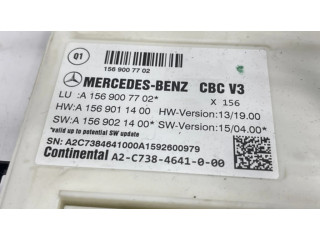 Q1
156 900 77 02
MERCEDES-BENZ CBC V3
LU :A 156 900 77 02* X 156
HW:A 156 901 14 00 HW-Version:13/19.00
SW:A 156 902 14 00* SW-Version:15/04.00*
*valid up to potential SW update
SN: A2C7384641000A1592600979
Continental A2-C738-4641-0-00